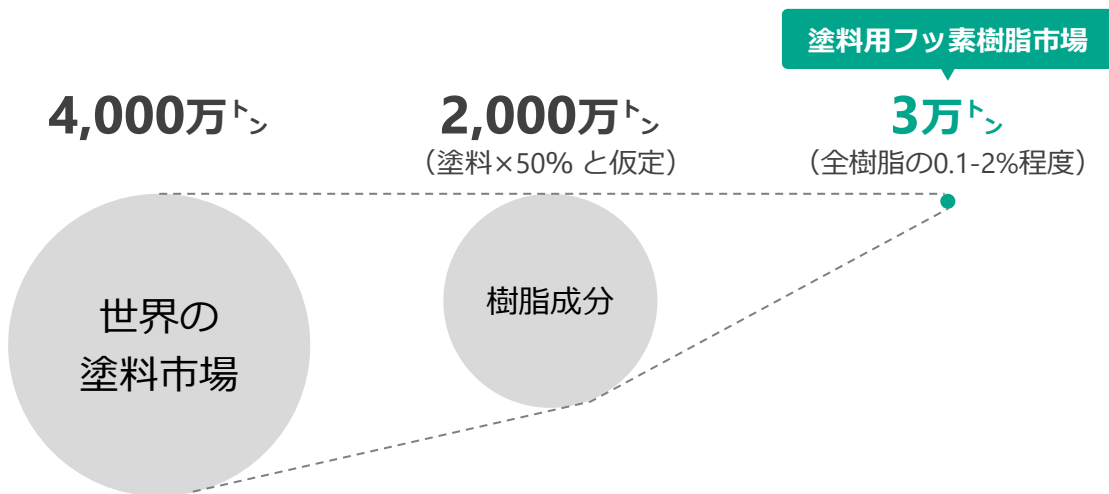 塗料用フッ素樹脂市場
4,000万トン
2,000万トン
3万トン
（塗料×50% と仮定）
（全樹脂の0.1-2%程度）
世界の
塗料市場
樹脂成分